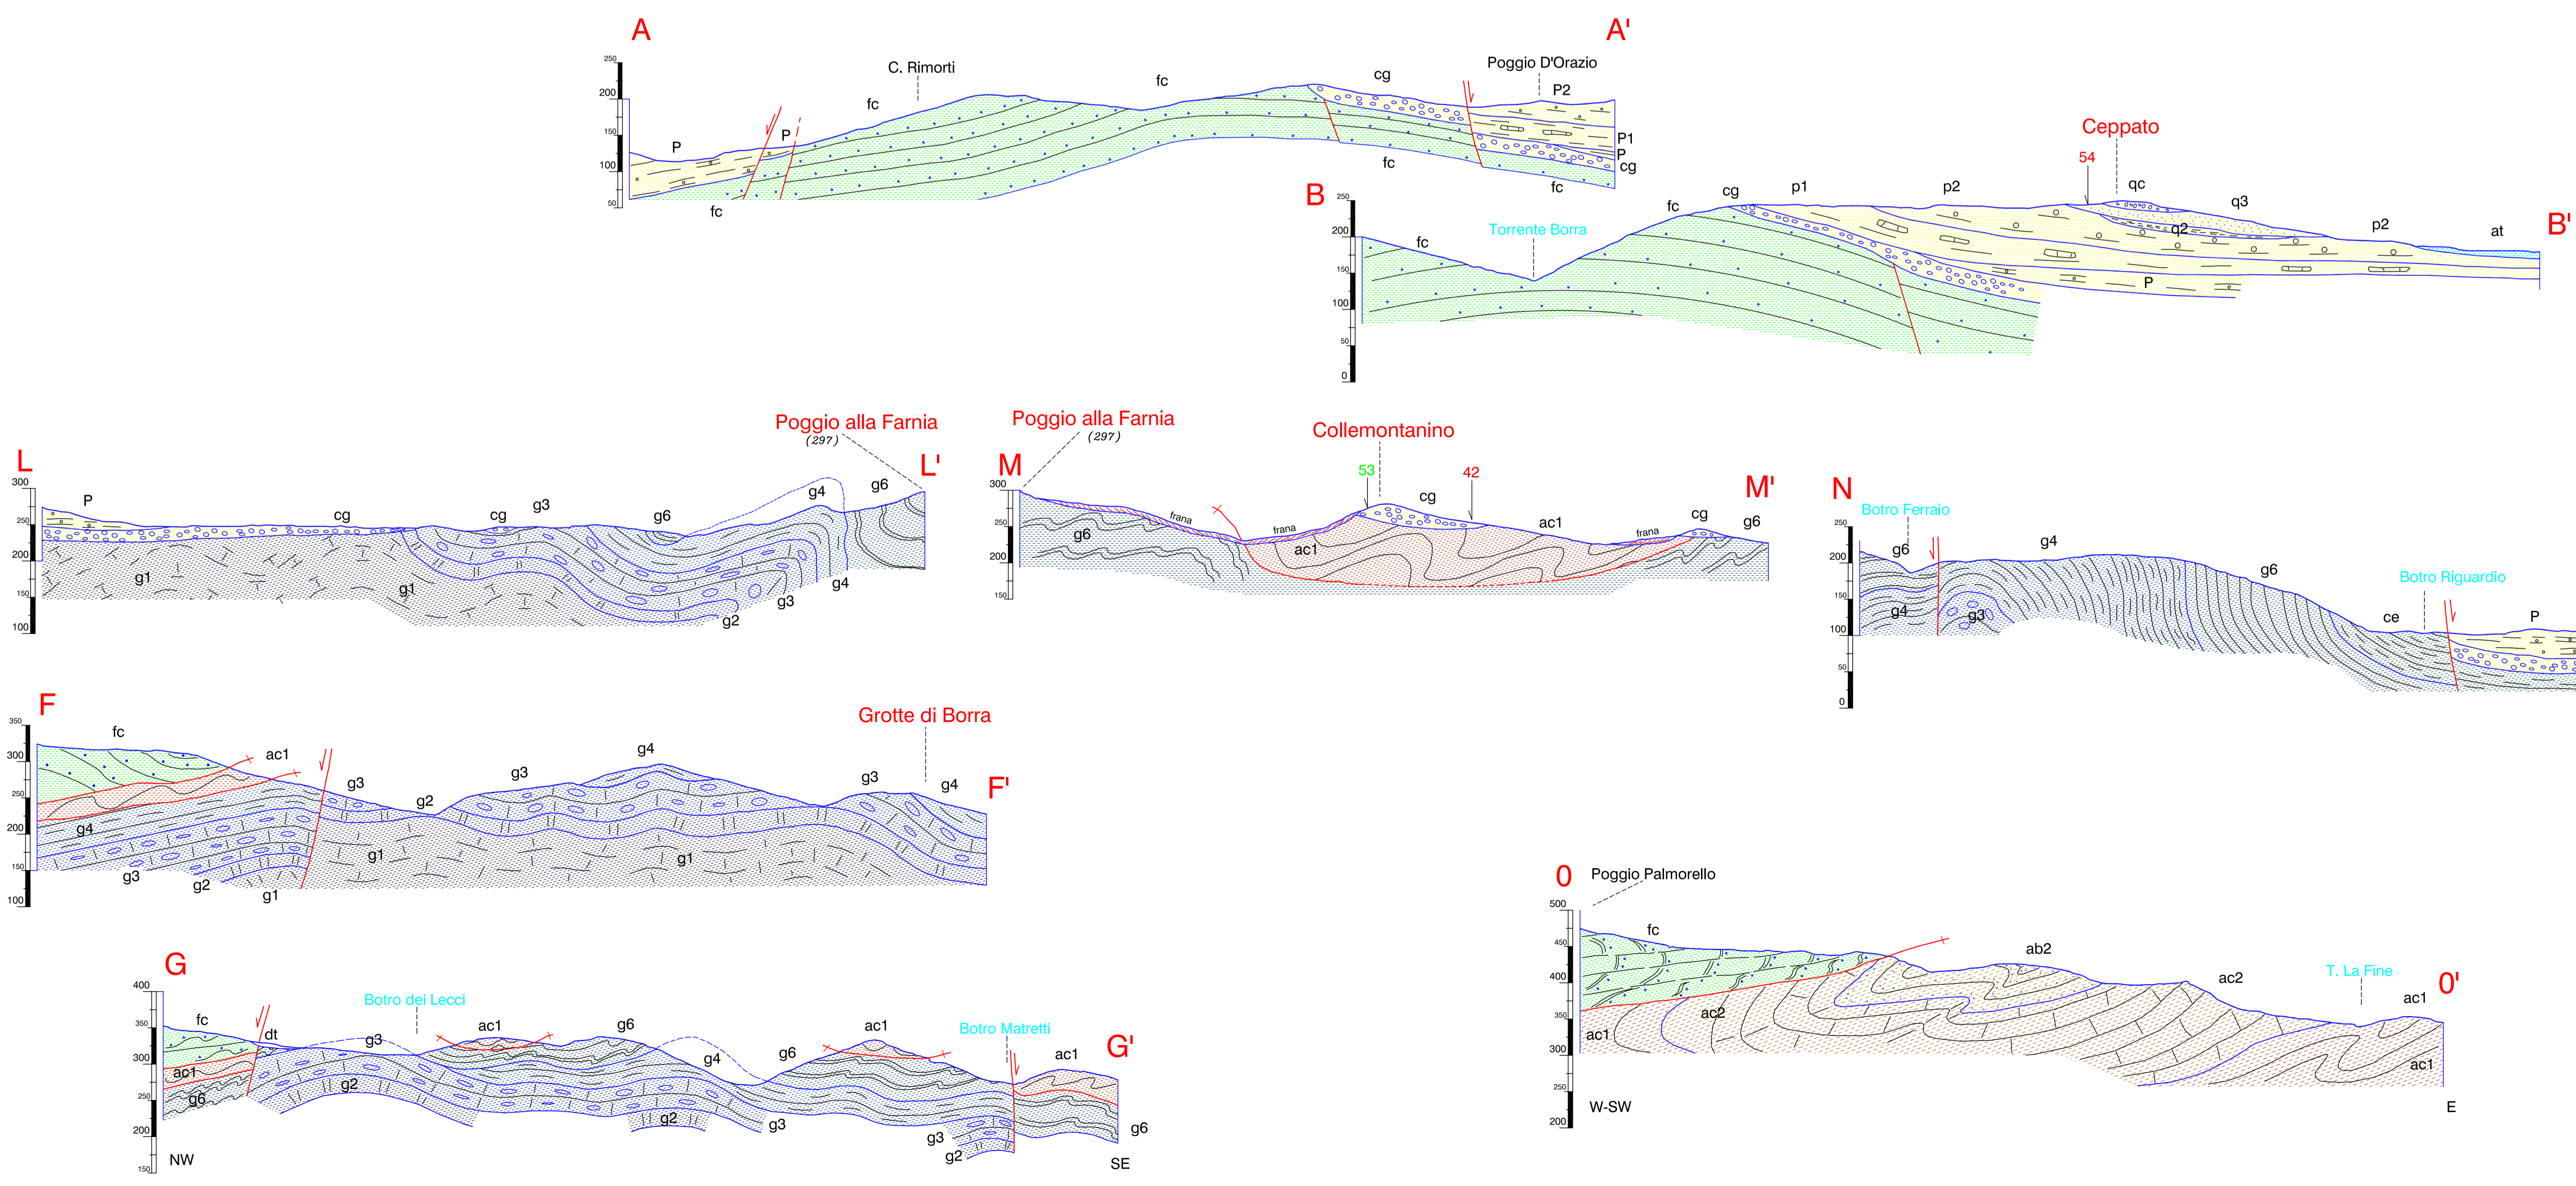 A
A'
250
200
150
100
50
P
P
fc
C. Rimorti
fc
fc
cg
Poggio D'Orazio
P2
P1
P
cg
fc
fc
B
250
200
150
100
50
0
fc
Torrente Borra
fc
cg
p1
p2
54
Ceppato
qc
q3
q2
p2
at
P
B'
L
300
250
200
150
100
P
cg
cg
g3
g6
g4
g6
Poggio alla Farnia
(297)
L'
g1
g1
g2
g3
g4
M
300
250
200
150
Poggio alla Farnia
(297)
Collemontanino
53
42
cg
g6
frana
frana
ac1
ac1
frana
cg
g6
M'
N
250
200
150
100
50
0
Botro Ferraio
g6
g4
g4
g3
g6
Botro Riguardio
ce
P
F
350
300
250
200
150
100
fc
ac1
g3
g2
g3
g4
g3
Grotte di Borra
g4
F'
g4
g3
g2
g1
g1
g1
G
400
350
300
250
200
150
fc
dt
Botro dei Lecci
g3
ac1
g6
g4
g6
ac1
Botro Matretti
ac1
G'
ac1
g6
g2
g2
g3
g3
g2
g6
NW
SE
O
500
450
400
350
300
250
200
Poggio Palmorello
fc
ab2
ac2
T. La Fine
ac1
O'
ac1
ac2
ac1
W-SW
E